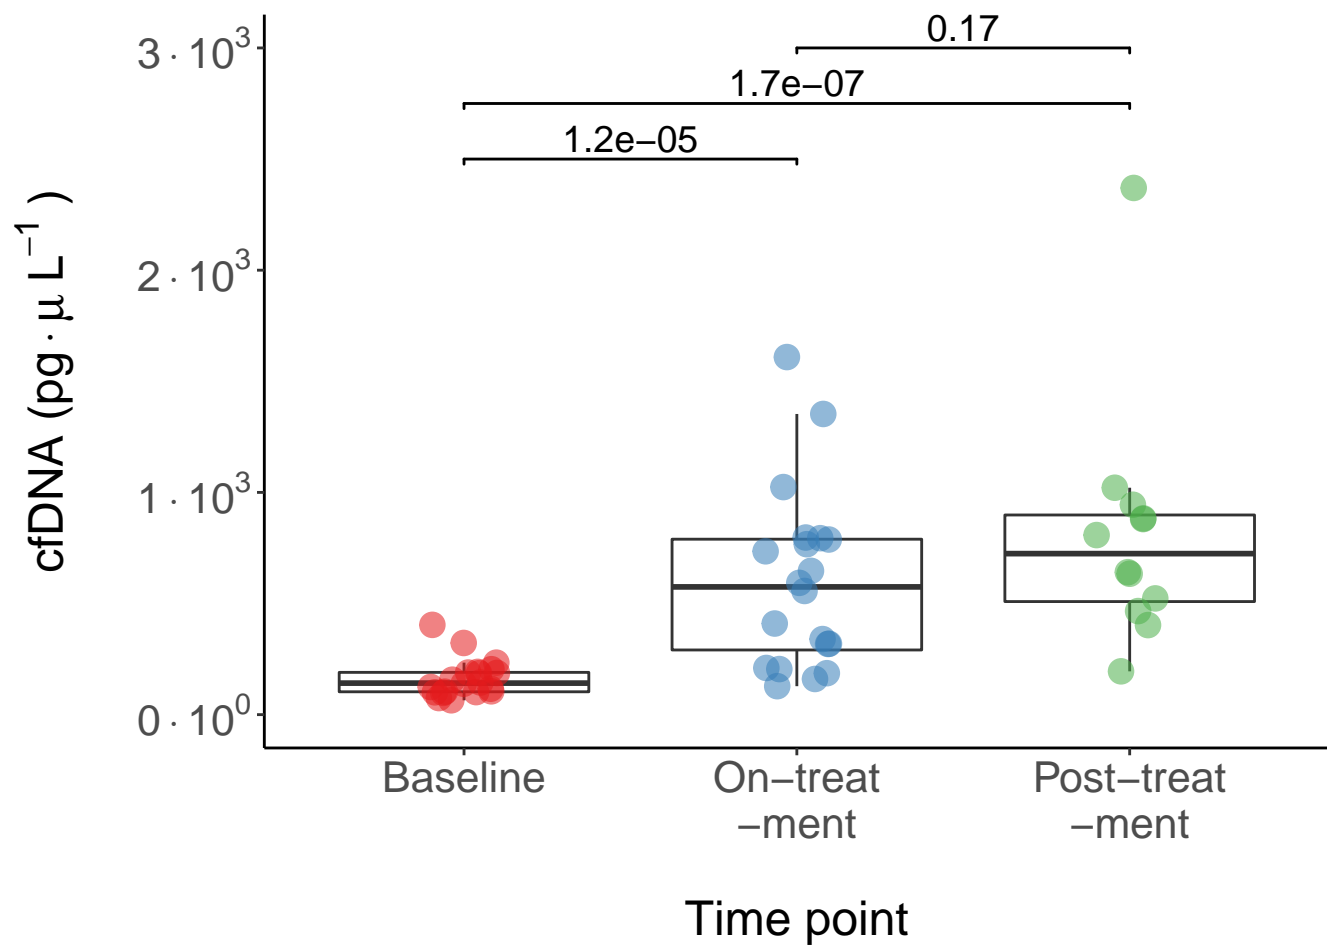 cfDNA (pg · μ L⁻¹ )
3 · 10³
2 · 10³
1 · 10³
0 · 10⁰
0.17
1.7e−07
1.2e−05
Baseline
On−treat
−ment
Post−treat
−ment
Time point